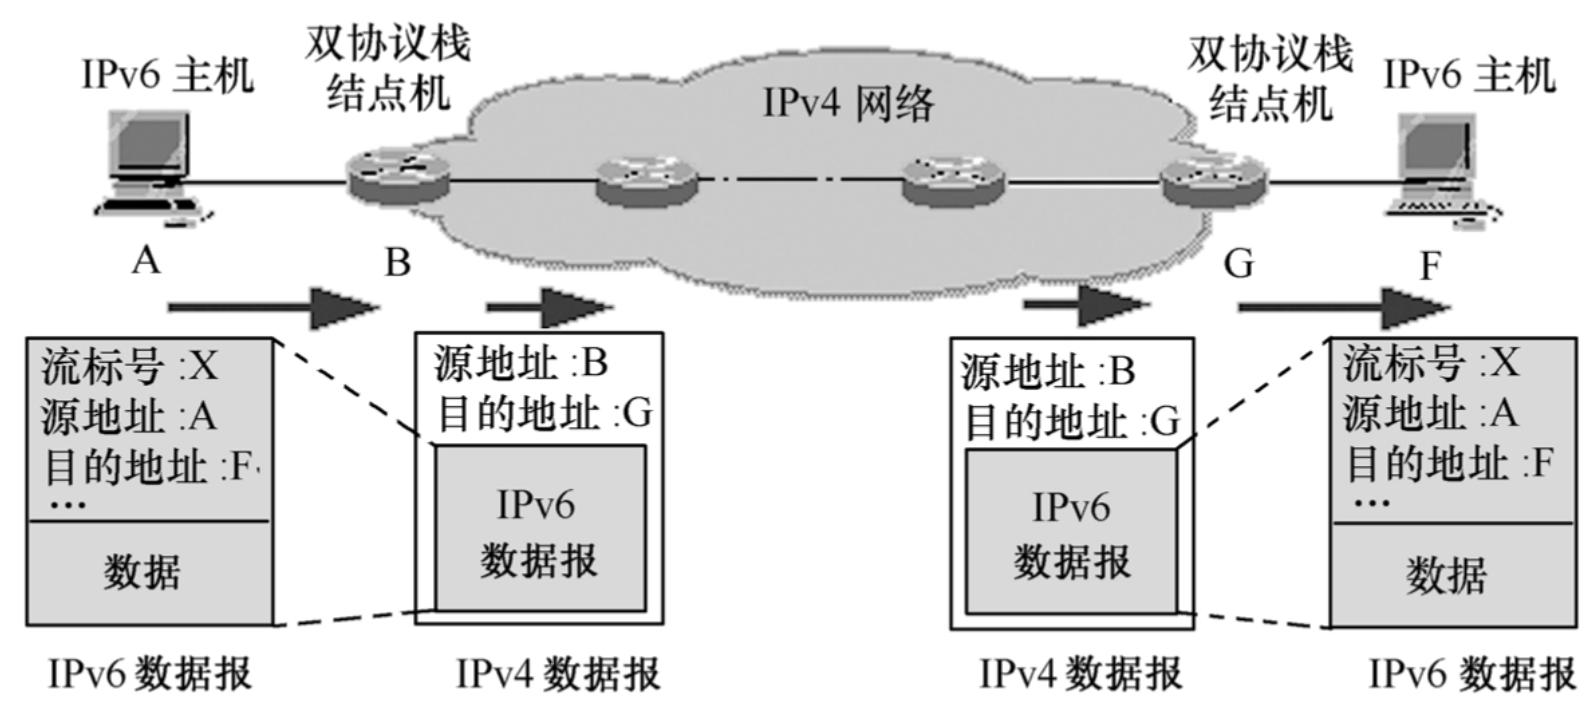 IPv6 主机
双协议栈
结点机
IPv4 网络
双协议栈
结点机
IPv6 主机
A
B
G
F
流标号 :X
源地址 :A
目的地址 :F
…
数据
IPv6 数据报
源地址 :B
目的地址 :G
IPv6
数据报
IPv4 数据报
源地址 :B
目的地址 :G
IPv6
数据报
IPv4 数据报
流标号 :X
源地址 :A
目的地址 :F
…
数据
IPv6 数据报